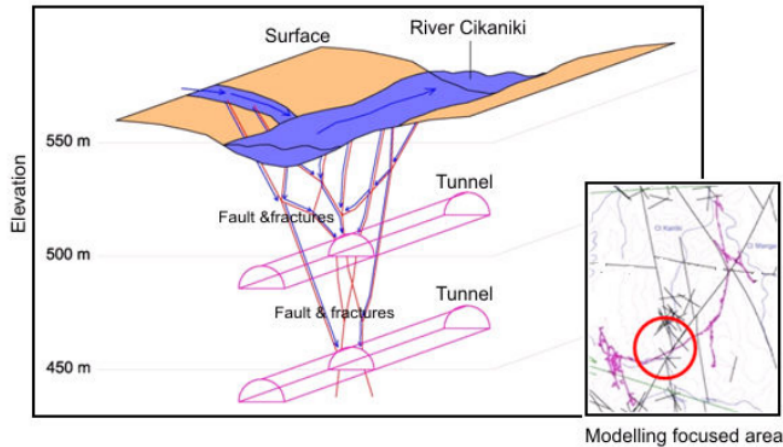 Surface
River Cikaniki
Elevation
550 m
Tunnel
Fault &fractures
500 m
Fault & fractures
Tunnel
450 m
Modelling focused area